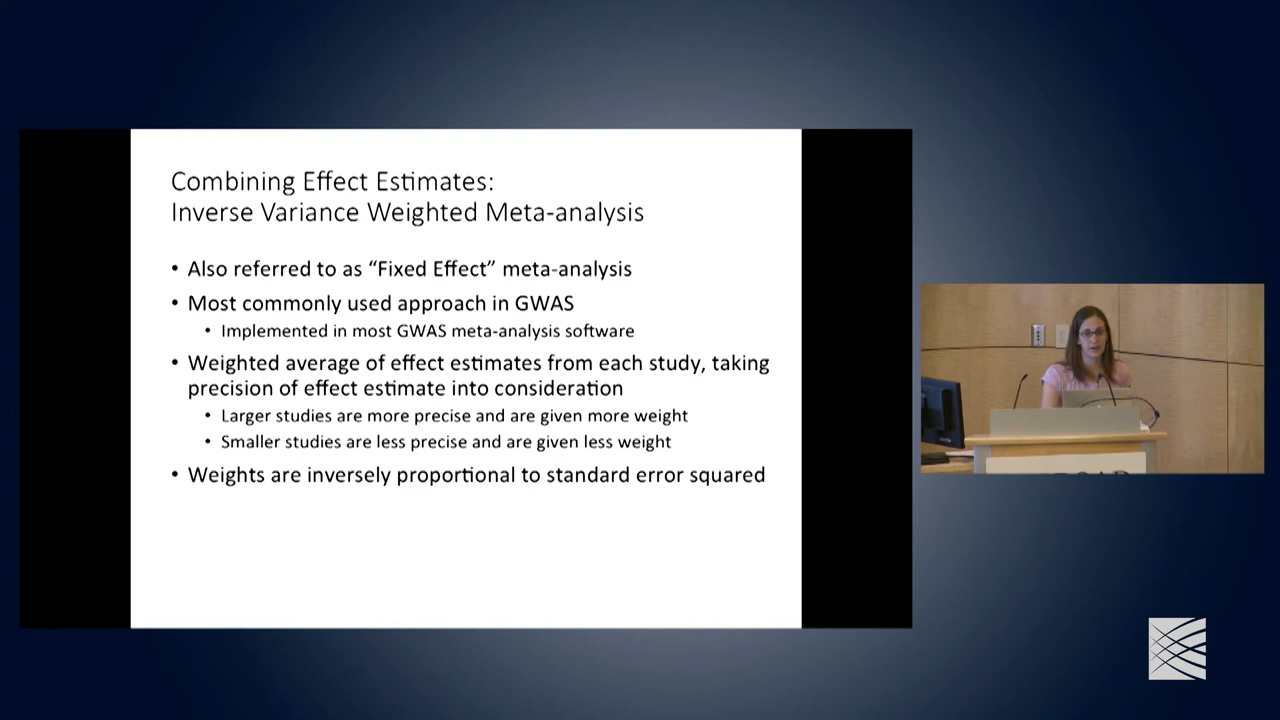 Combining Effect Estimates:
Inverse Variance Weighted Meta-analysis
• Also referred to as “Fixed Effect” meta-analysis
• Most commonly used approach in GWAS
• Implemented in most GWAS meta-analysis software
• Weighted average of effect estimates from each study, taking
precision of effect estimate into consideration
• Larger studies are more precise and are given more weight
• Smaller studies are less precise and are given less weight
• Weights are inversely proportional to standard error squared